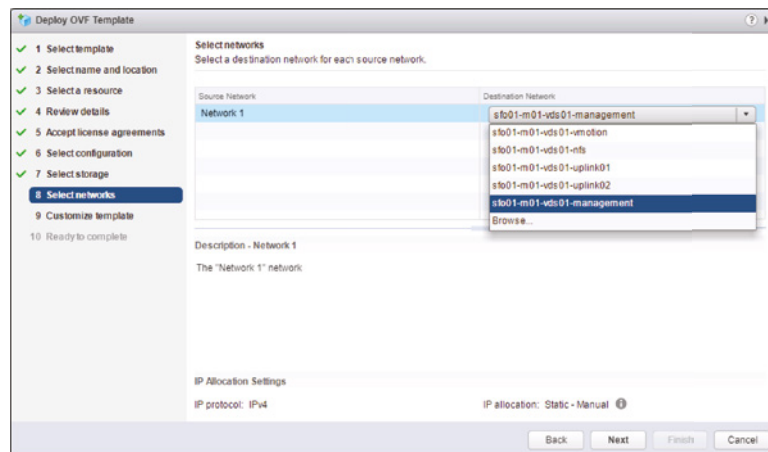 Deploy OVF Template
1 Select template
2 Select name and location
3 Select a resource
4 Review details
5 Accept license agreements
6 Select configuration
7 Select storage
8 Select networks
9 Customize template
10 Ready to complete
Select networks
Select a destination network for each source network.
Source Network Destination Network
Network 1 sfo01-m01-vds01-management
sfo01-m01-vds01-vmotion
sfo01-m01-vds01-nfs
sfo01-m01-vds01-uplink01
sfo01-m01-vds01-uplink02
sfo01-m01-vds01-management
Browse...
Description - Network 1
The "Network 1" network
IP Allocation Settings
IP protocol: IPv4 IP allocation: Static - Manual
Back Next Finish Cancel